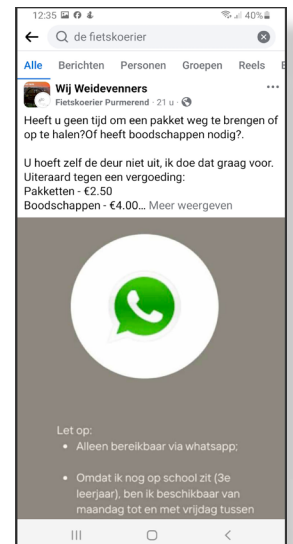 12:35
40%
de fietskoerier
Alle Berichten Personen Groepen Reels E
Wij Weidevenners
Fietskoerier Purmerend · 21 u ·
Heeft u geen tijd om een pakket weg te brengen of
op te halen?Of heeft boodschappen nodig?.
U hoeft zelf de deur niet uit, ik doe dat graag voor.
Uiteraard tegen een vergoeding:
Pakketten - €2.50
Boodschappen - €4.00... Meer weergeven
Let op:
• Alleen bereikbaar via whatsapp;
• Omdat ik nog op school zit (3e
leerjaar), ben ik beschikbaar van
maandag tot en met vrijdag tussen